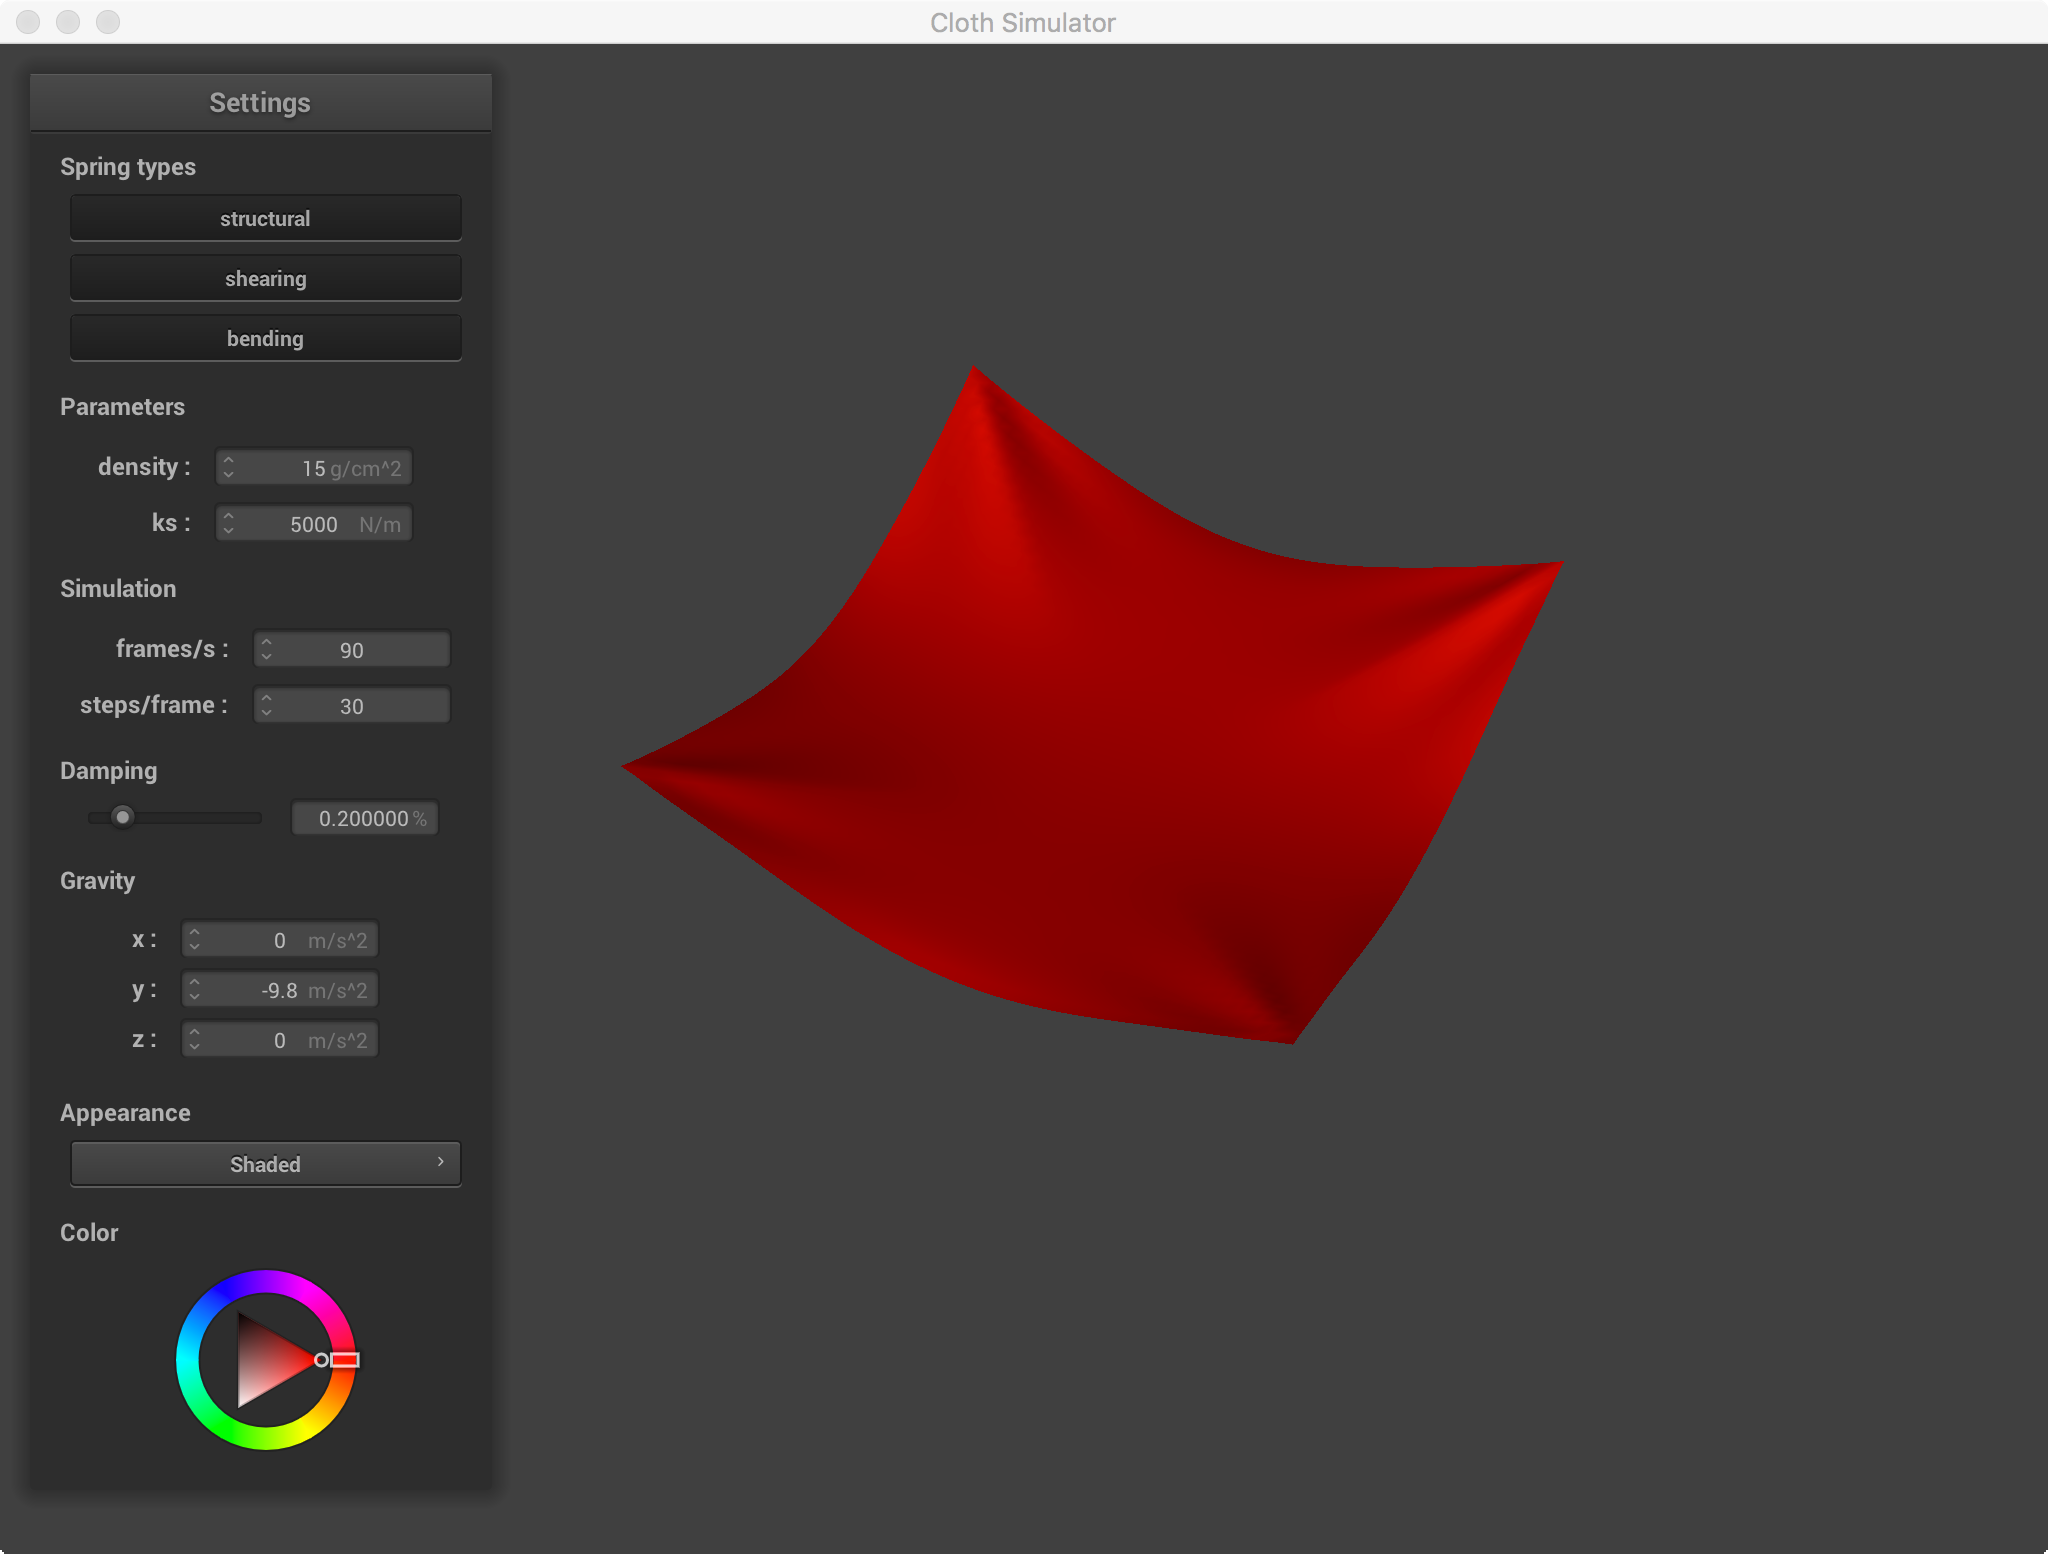 Cloth Simulator
Settings
Spring types
structural
shearing
bending
Parameters
density : 15 g/cm^2
ks : 5000 N/m
Simulation
frames/s : 90
steps/frame : 30
Damping
0.200000 %
Gravity
x : 0 m/s^2
y : -9.8 m/s^2
z : 0 m/s^2
Appearance
Shaded
Color